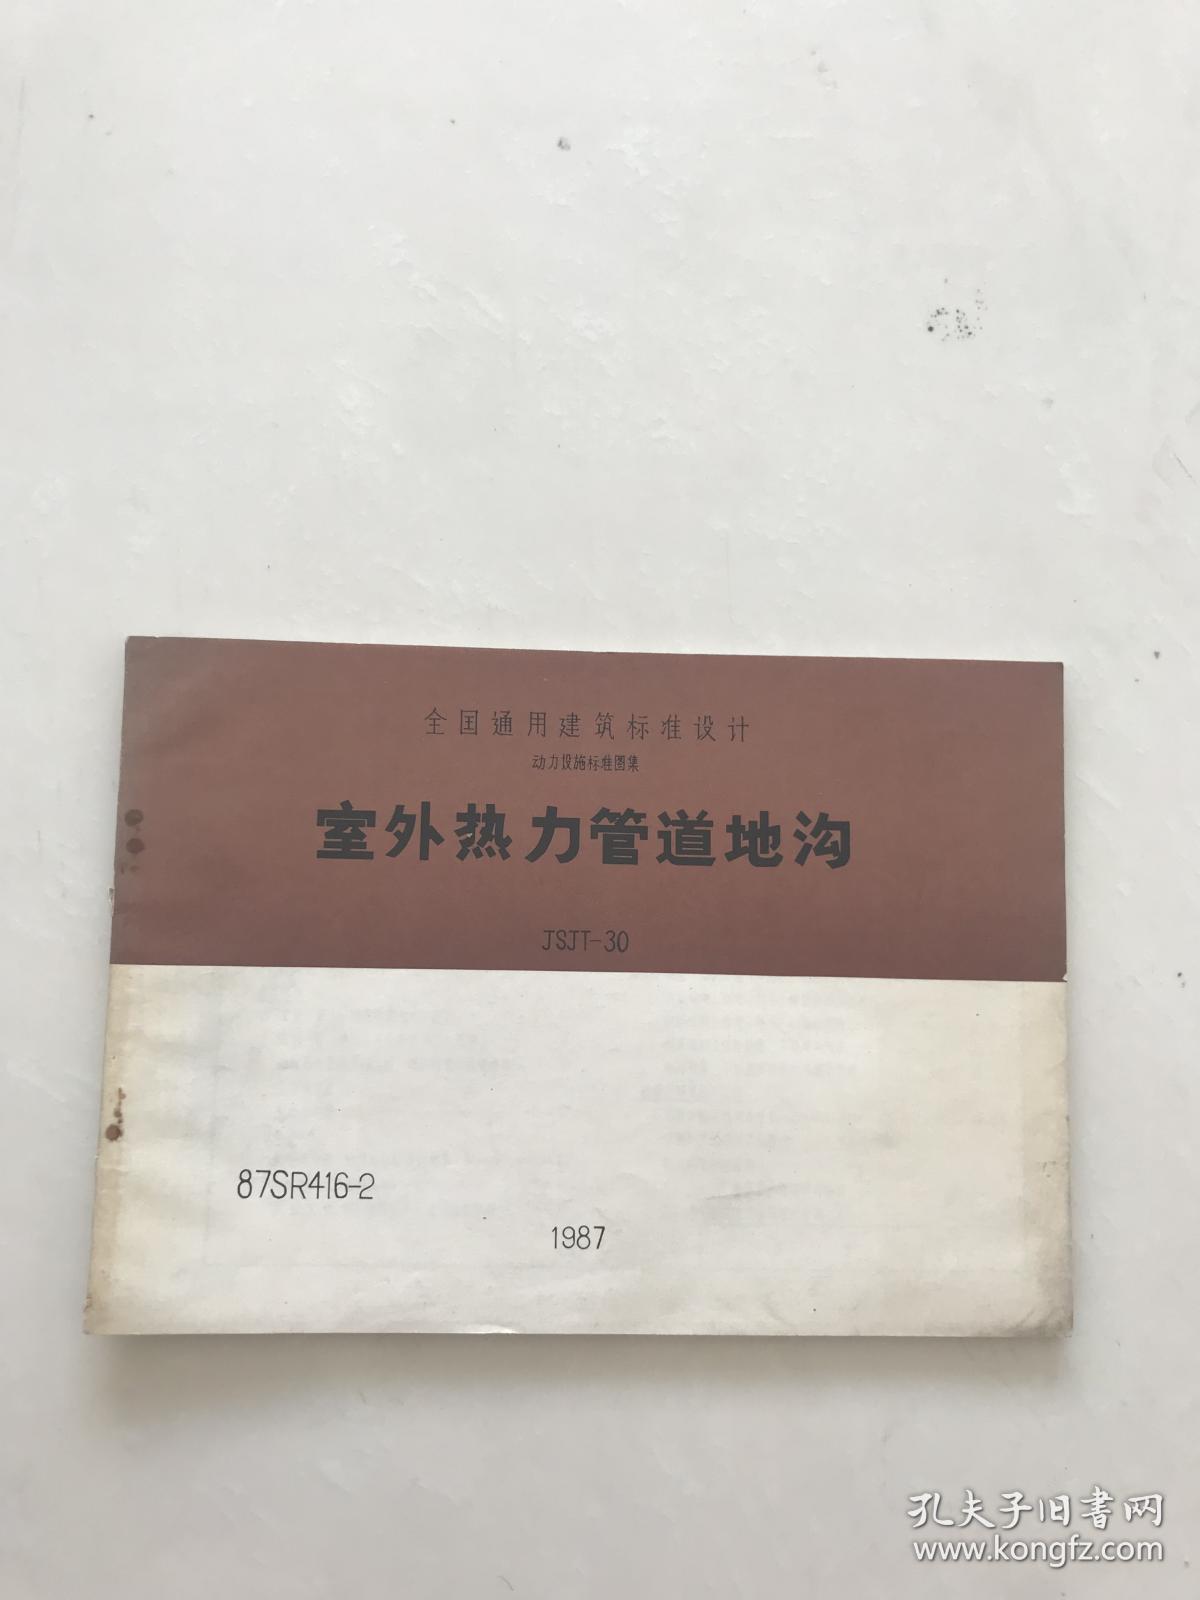 全国通用建筑标准设计
动力设施标准图集
室外热力管道地沟
JSJT-30
87SR416-2
1987
孔夫子旧书网
www.kongfz.com